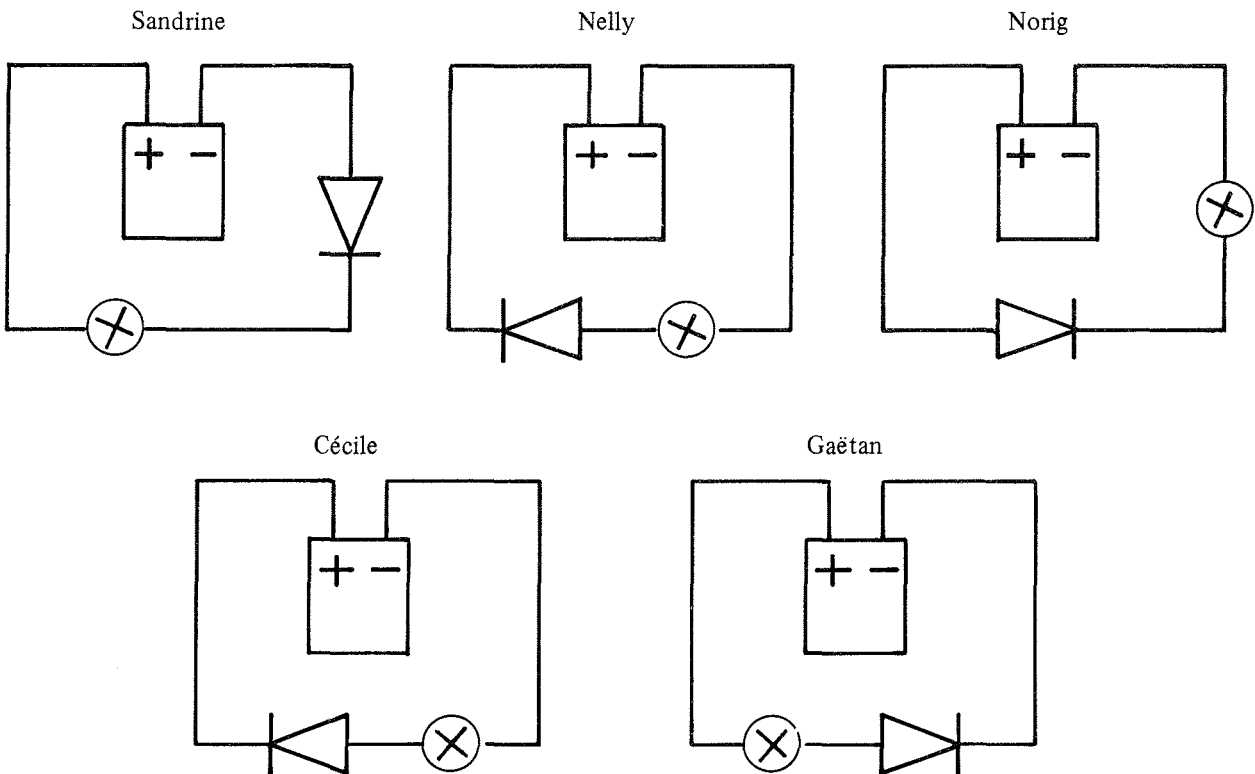 Sandrine
Nelly
Norig
+ −
+ −
+ −
Cécile
Gaëtan
+ −
+ −